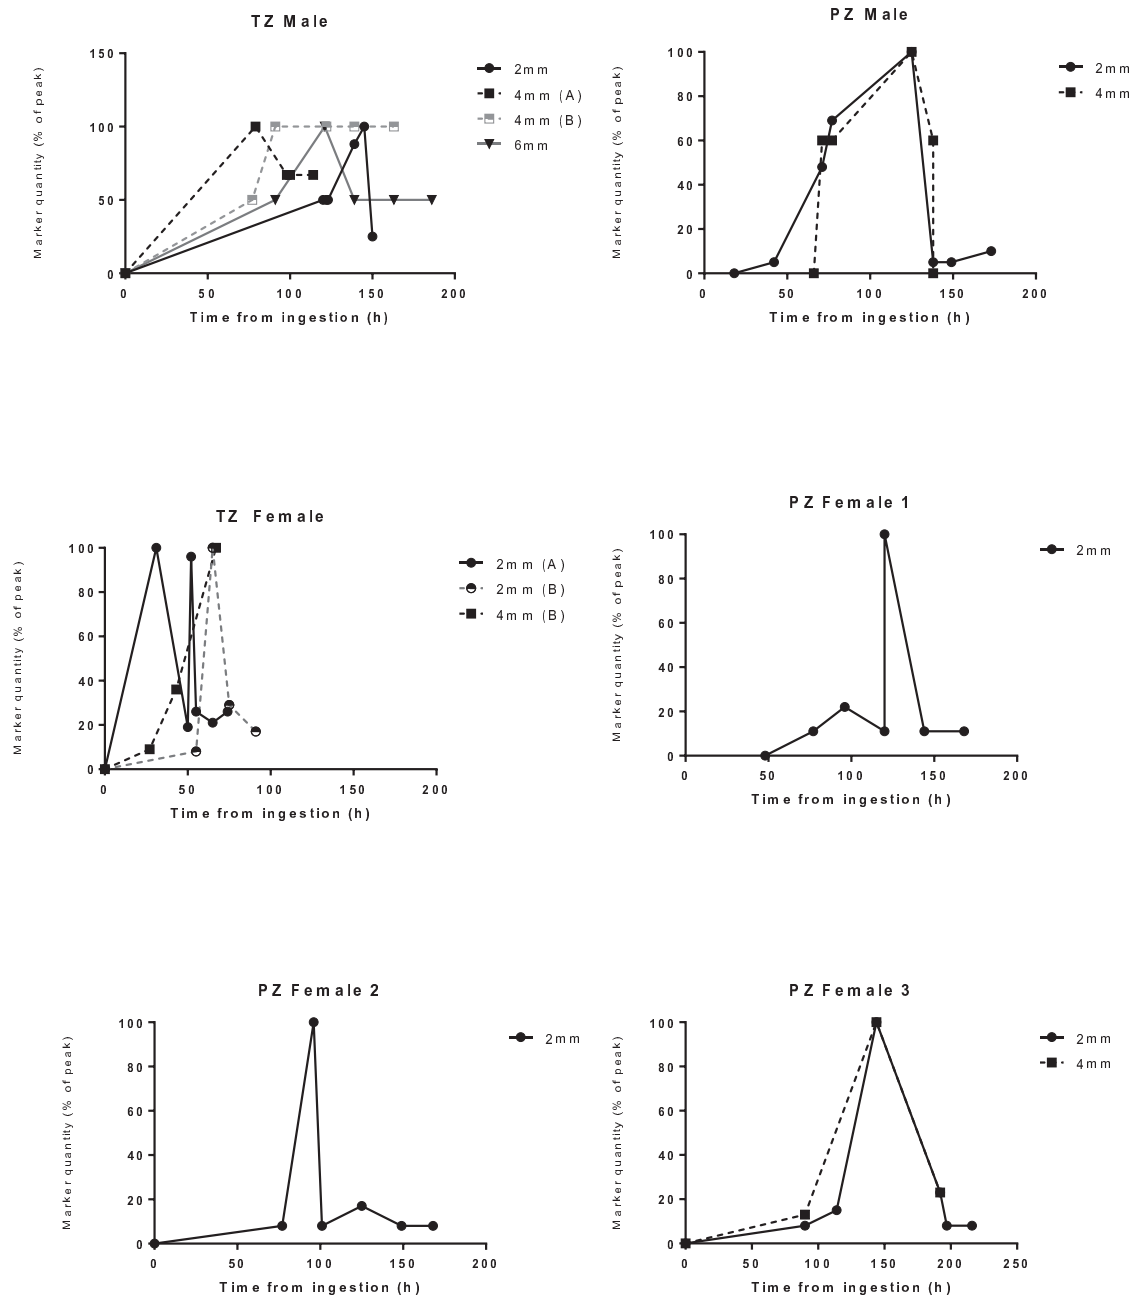 TZ Male
Marker quantity (% of peak)
150
100
50
0
0 50 100 150 200
Time from ingestion (h)
2mm
4mm (A)
4mm (B)
6mm
PZ Male
Marker quantity (% of peak)
100
80
60
40
20
0
0 50 100 150 200
Time from ingestion (h)
2mm
4mm
TZ Female
Marker quantity (% of peak)
100
80
60
40
20
0
0 50 100 150 200
Time from ingestion (h)
2mm (A)
2mm (B)
4mm (B)
PZ Female 1
Marker quantity (% of peak)
100
80
60
40
20
0
0 50 100 150 200
Time from ingestion (h)
2mm
PZ Female 2
Marker quantity (% of peak)
100
80
60
40
20
0
0 50 100 150 200
Time from ingestion (h)
2mm
PZ Female 3
Marker quantity (% of peak)
100
80
60
40
20
0
0 50 100 150 200 250
Time from ingestion (h)
2mm
4mm